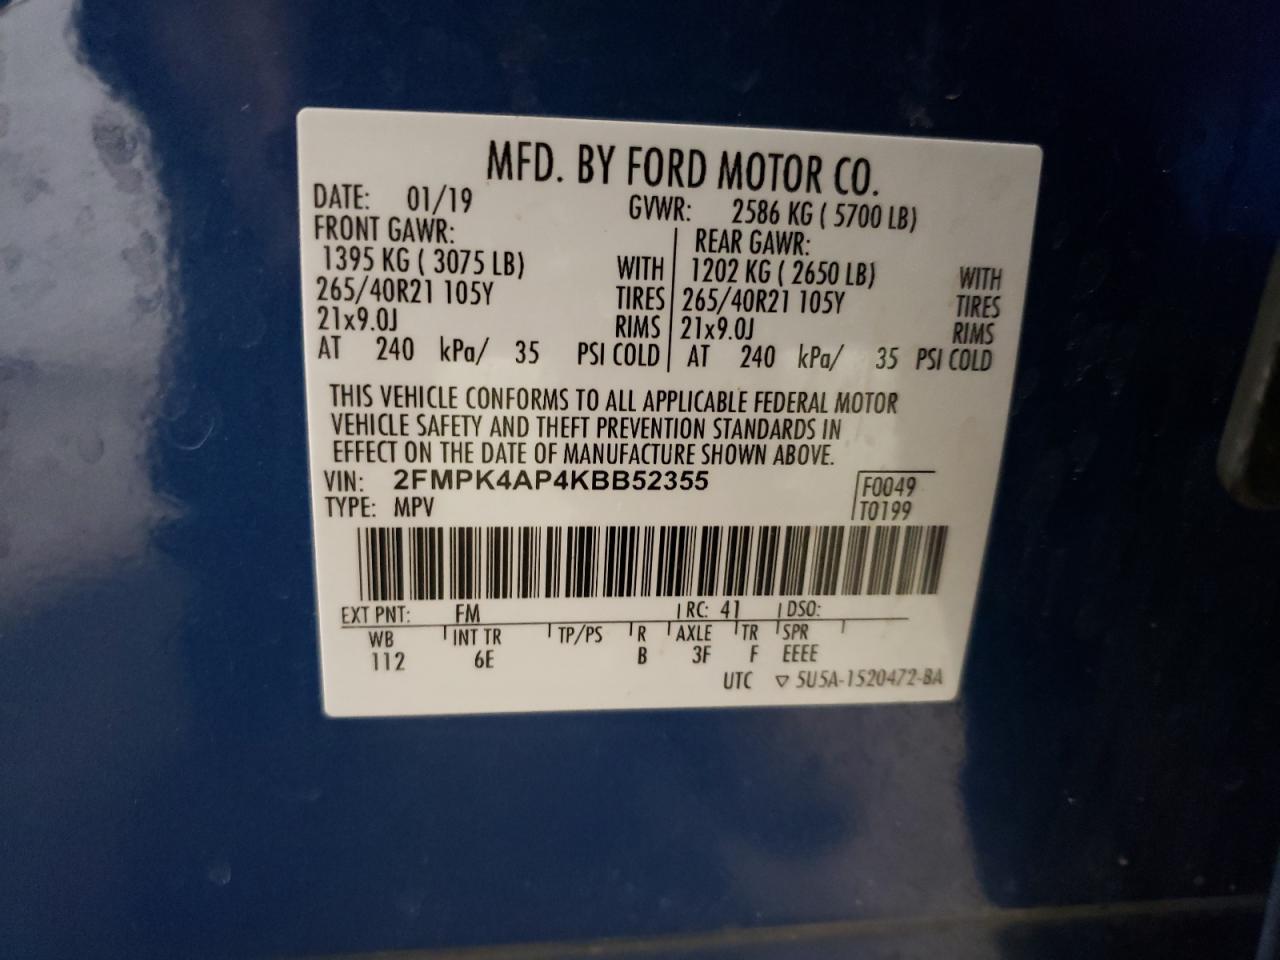 MFD. BY FORD MOTOR CO.
DATE: 01/19 GVWR: 2586 KG ( 5700 LB)
FRONT GAWR: REAR GAWR:
1395 KG ( 3075 LB) WITH 1202 KG ( 2650 LB) WITH
265/40R21 105Y TIRES 265/40R21 105Y TIRES
21x9.0J RIMS 21x9.0J RIMS
AT 240 kPa/ 35 PSI COLD AT 240 kPa/ 35 PSI COLD
THIS VEHICLE CONFORMS TO ALL APPLICABLE FEDERAL MOTOR
VEHICLE SAFETY AND THEFT PREVENTION STANDARDS IN
EFFECT ON THE DATE OF MANUFACTURE SHOWN ABOVE.
VIN: 2FMPK4AP4KBB52355 F0049
TYPE: MPV T0199
EXT PNT: FM RC: 41 DSO:
WB INT TR TP/PS R AXLE TR SPR
112 6E B 3F F EEEE
UTC ▽ 5U5A-1520472-BA